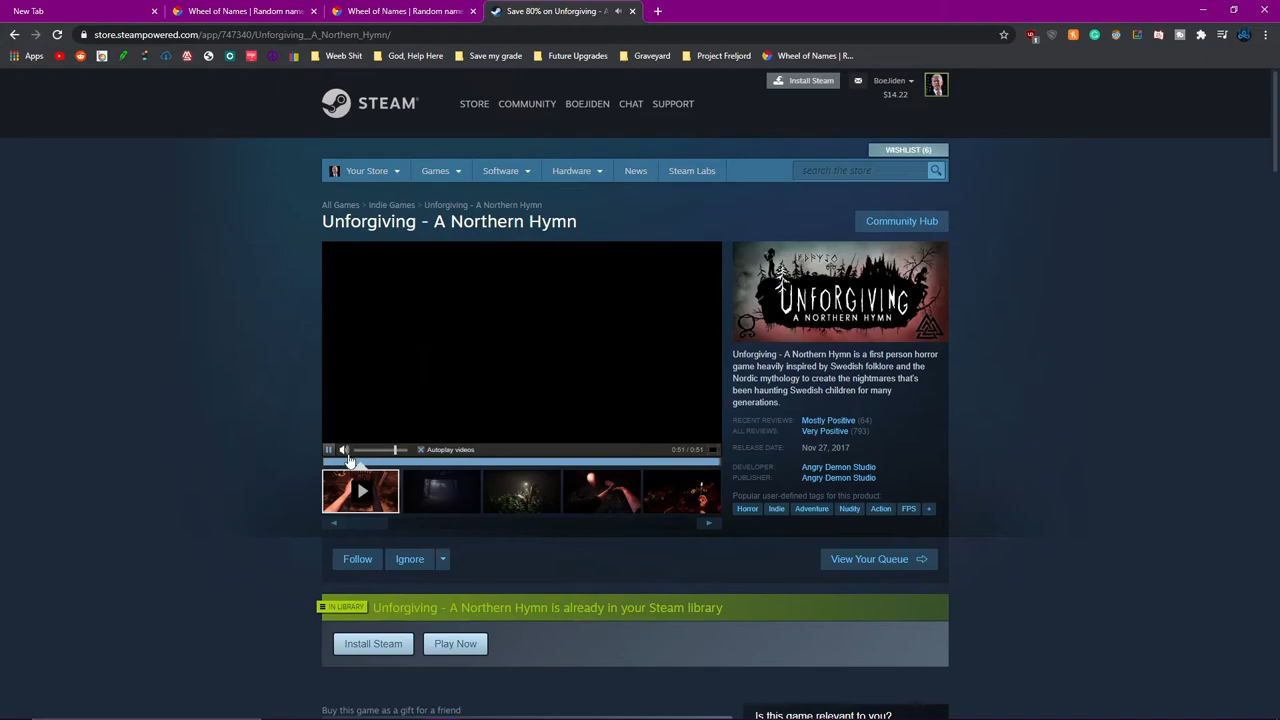 New Tab
Wheel of Names | Random name
Wheel of Names | Random name
Save 80% on Unforgiving - A
store.steampowered.com/app/747340/Unforgiving__A_Northern_Hymn/
Apps
Weeb Shit
God, Help Here
Save my grade
Future Upgrades
Graveyard
Project Freljord
Wheel of Names | R...
Install Steam
BoeJiden
$14.22
STEAM
STORE
COMMUNITY
BOEJIDEN
CHAT
SUPPORT
WISHLIST (6)
Your Store
Games
Software
Hardware
News
Steam Labs
search the store
All Games > Indie Games > Unforgiving - A Northern Hymn
Unforgiving - A Northern Hymn
Community Hub
UNFORGIVING
A NORTHERN HYMN
Unforgiving - A Northern Hymn is a first person horror
game heavily inspired by Swedish folklore and the
Nordic mythology to create the nightmares that's
been haunting Swedish children for many
generations.
RECENT REVIEWS: Mostly Positive (64)
ALL REVIEWS: Very Positive (793)
RELEASE DATE: Nov 27, 2017
DEVELOPER: Angry Demon Studio
PUBLISHER: Angry Demon Studio
Popular user-defined tags for this product:
Horror Indie Adventure Nudity Action FPS +
Autoplay videos
0:51 / 0:51
Follow
Ignore
View Your Queue
IN LIBRARY
Unforgiving - A Northern Hymn is already in your Steam library
Install Steam
Play Now
Buy this game as a gift for a friend
Is this game relevant to you?